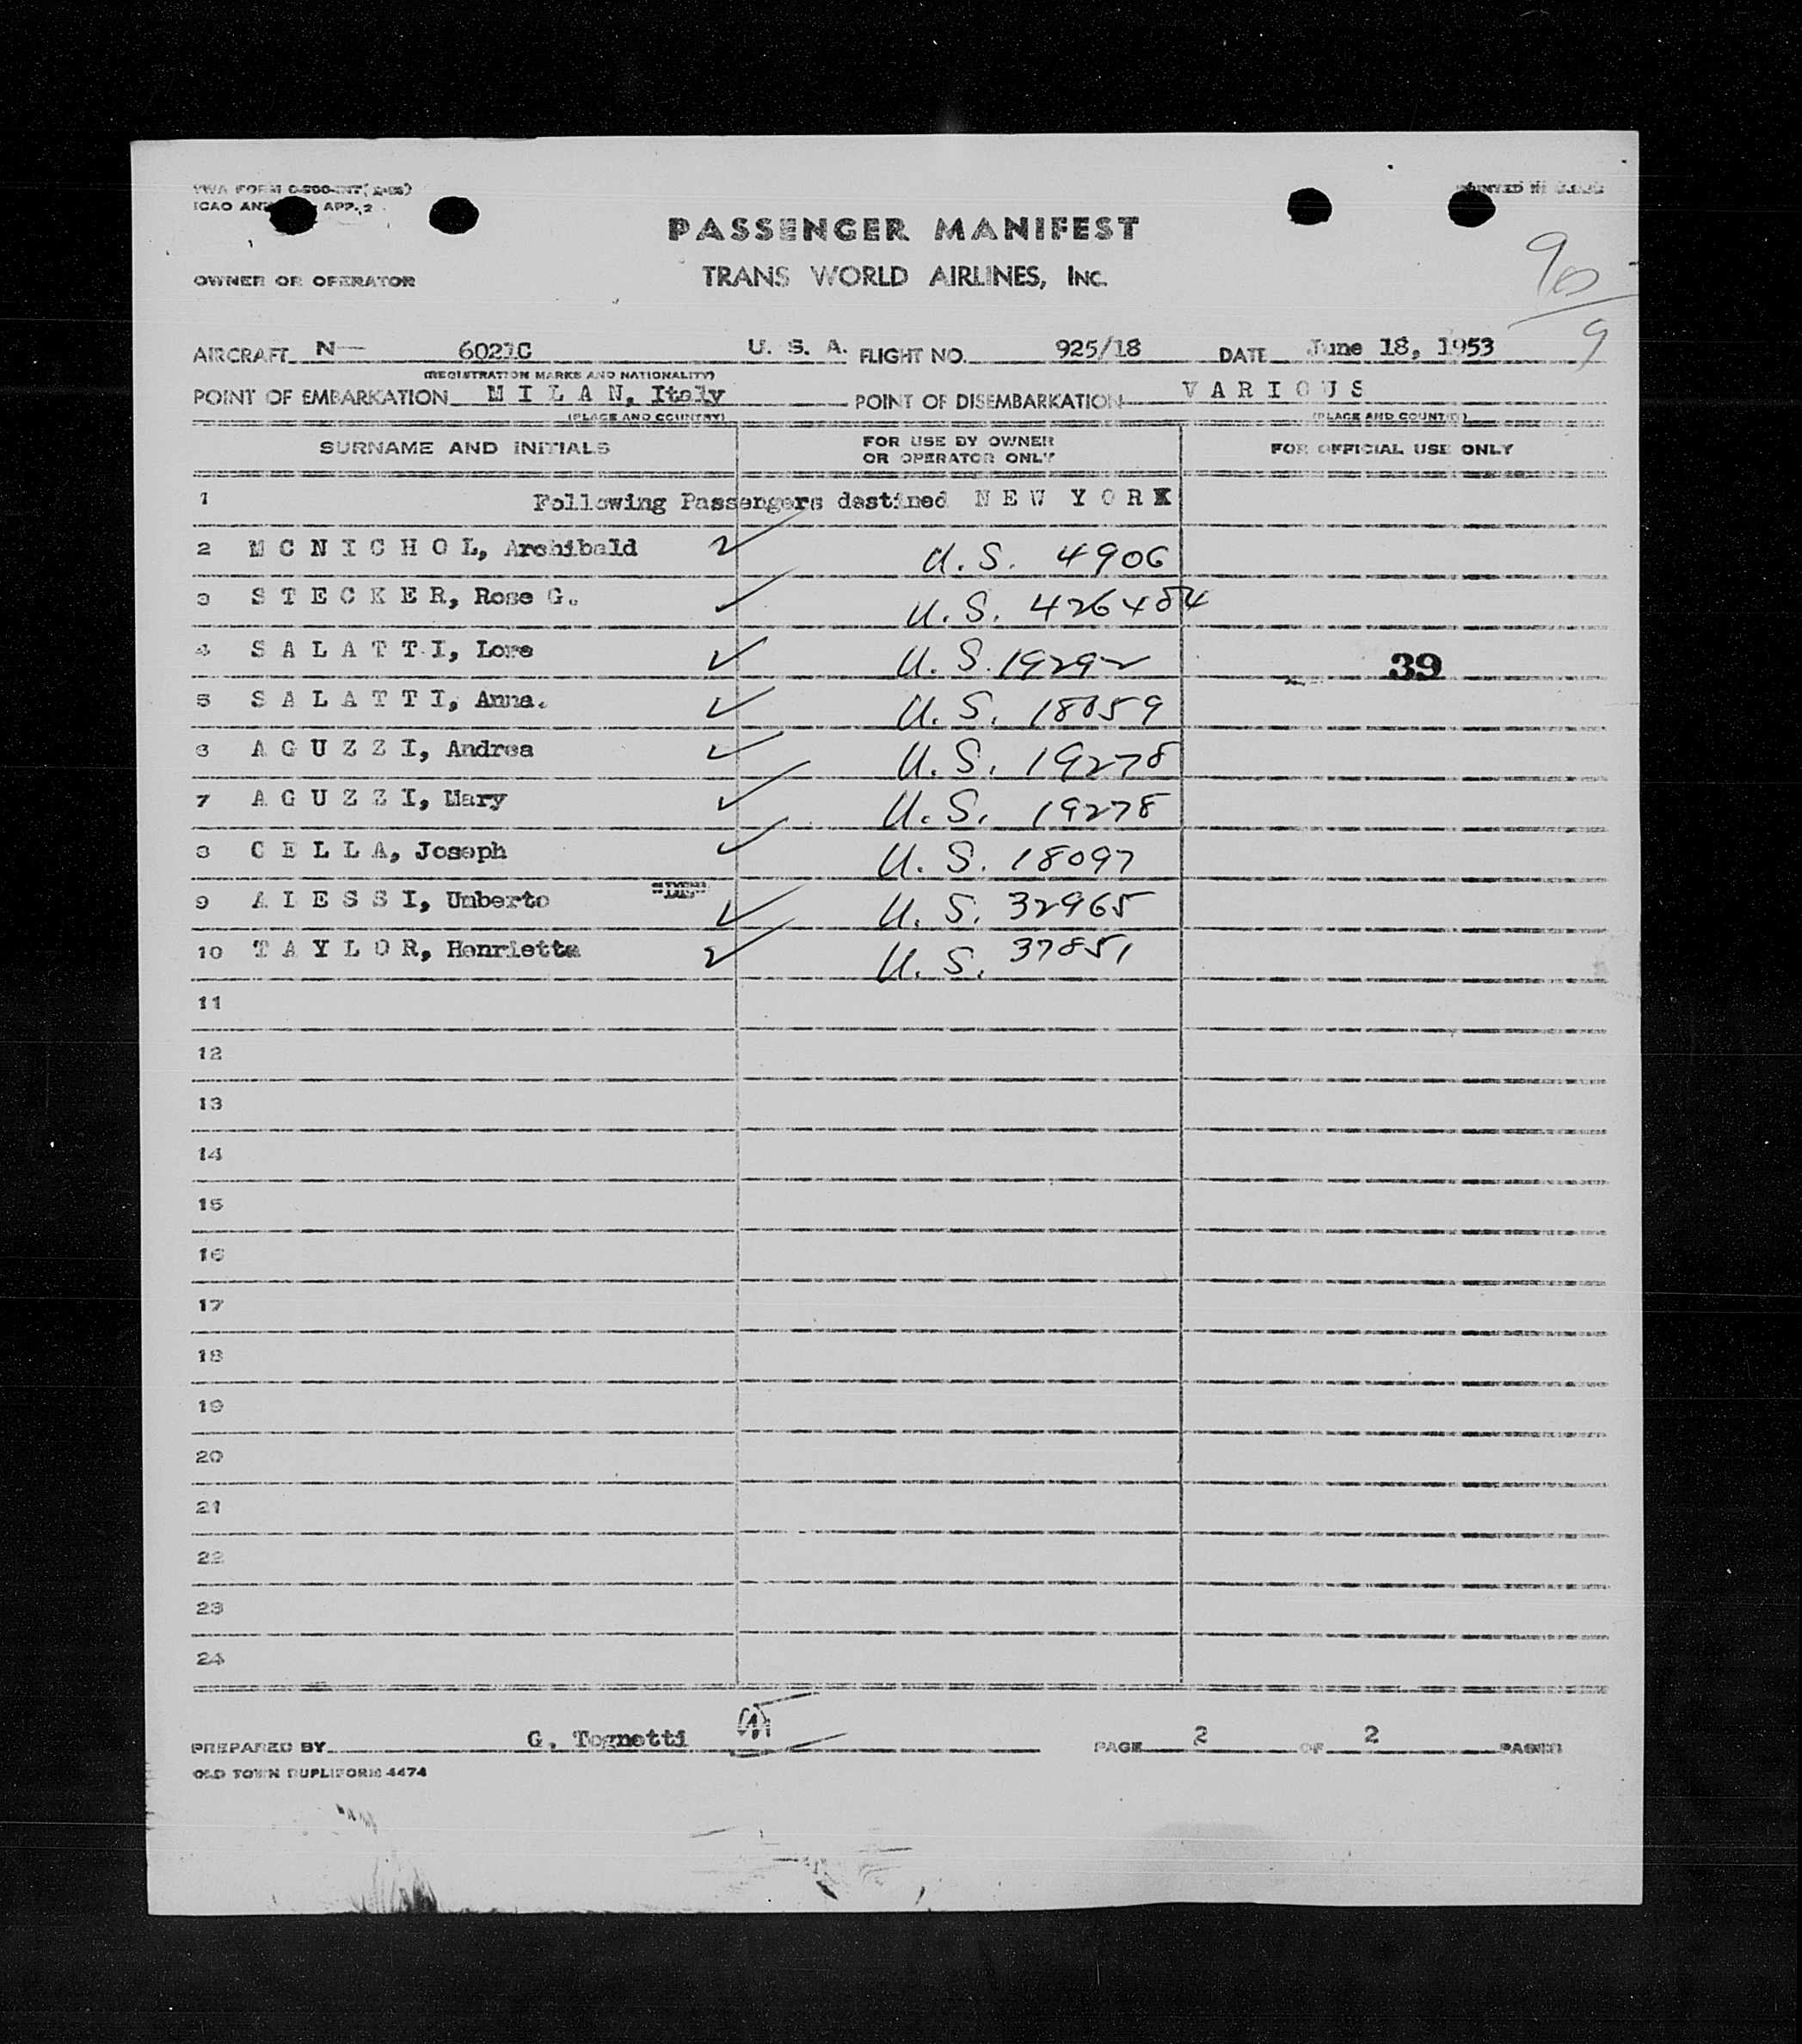 TWA FORM
ICAO APP. 2
PRINTED IN U.S.A.
PASSENGER MANIFEST
TRANS WORLD AIRLINES, INC.
OWNER OR OPERATOR
90
9
AIRCRAFT N— 6021C U. S. A. FLIGHT NO. 925/18 DATE June 18, 1953
(REGISTRATION MARKS AND NATIONALITY)
POINT OF EMBARKATION M I L A N, Italy POINT OF DISEMBARKATION V A R I O U S
(PLACE AND COUNTRY) (PLACE AND COUNTRY)
SURNAME AND INITIALS FOR USE BY OWNER OR OPERATOR ONLY FOR OFFICIAL USE ONLY
1 Following Passengers destined N E W Y O R K
2 M C N I C H O L, Archibald U.S. 4906
3 S T E C K E R, Rose G. U.S. 426484
4 S A L A T T I, Lore U.S. 19292 39
5 S A L A T T I, Anna. U.S. 18059
6 A G U Z Z I, Andrea U.S. 19278
7 A G U Z Z I, Mary U.S. 19278
8 C E L L A, Joseph U.S. 18097
9 A L E S S I, Umberto U.S. 32965
10 T A Y L O R, Henrietta U.S. 37851
11
12
13
14
15
16
17
18
19
20
21
22
23
24
PREPARED BY G. Tognetti PAGE 2 OF 2 PAGES
OLD TOWN DUPLIFORM 4474